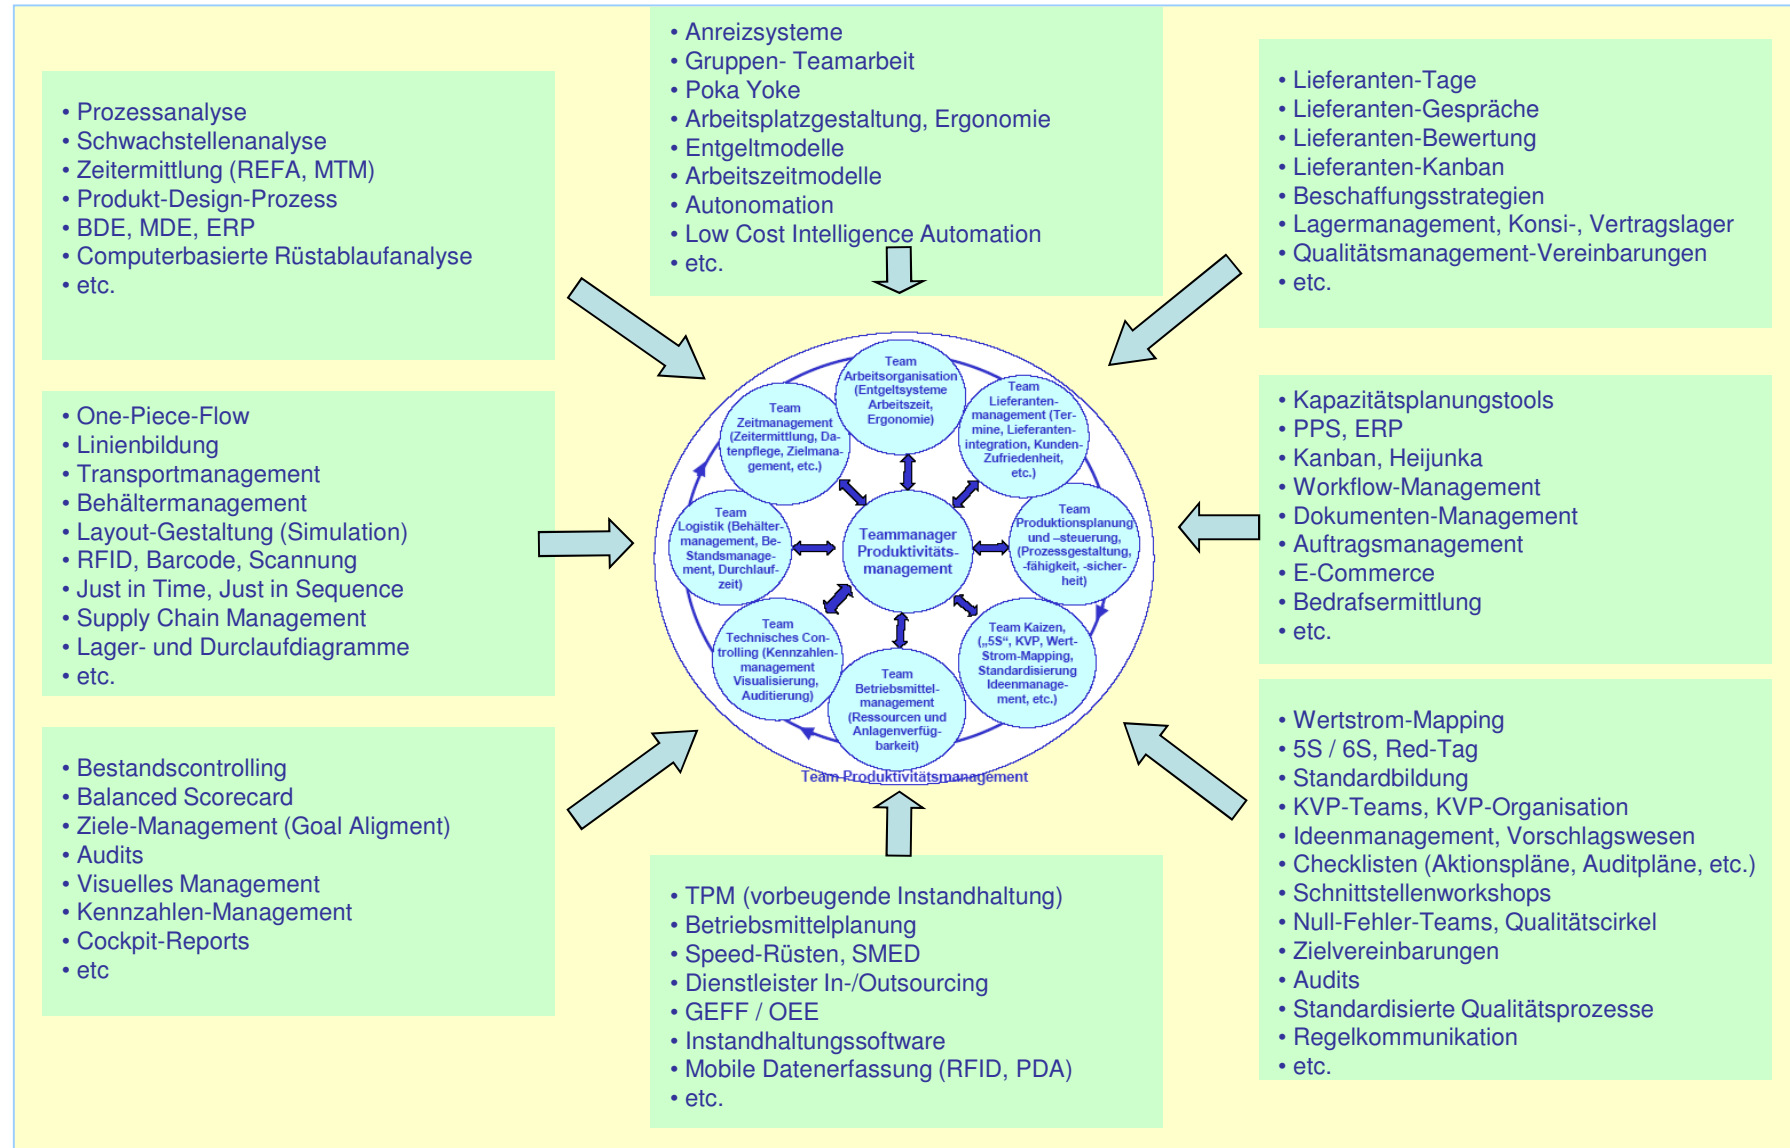 • Anreizsysteme
• Gruppen- Teamarbeit
• Poka Yoke
• Arbeitsplatzgestaltung, Ergonomie
• Entgeltmodelle
• Arbeitszeitmodelle
• Autonomation
• Low Cost Intelligence Automation
• etc.
• Prozessanalyse
• Schwachstellenanalyse
• Zeitermittlung (REFA, MTM)
• Produkt-Design-Prozess
• BDE, MDE, ERP
• Computerbasierte Rüstablaufanalyse
• etc.
• Lieferanten-Tage
• Lieferanten-Gespräche
• Lieferanten-Bewertung
• Lieferanten-Kanban
• Beschaffungsstrategien
• Lagermanagement, Konsi-, Vertragslager
• Qualitätsmanagement-Vereinbarungen
• etc.
• One-Piece-Flow
• Linienbildung
• Transportmanagement
• Behältermanagement
• Layout-Gestaltung (Simulation)
• RFID, Barcode, Scannung
• Just in Time, Just in Sequence
• Supply Chain Management
• Lager- und Durclaufdiagramme
• etc.
Team
Arbeitsorganisation
(Entgeltsysteme
Arbeitszeit,
Ergonomie)
Team
Zeitmanagement
(Zeitermittlung, Da-
tenpflege, Zielmana-
gement, etc.)
Team
Lieferanten-
management (Ter-
mine, Lieferanten-
integration, Kunden-
Zufriedenheit,
etc.)
Team
Logistik (Behälter-
management, Be-
Standsmanage-
ment, Durchlauf-
zeit)
Teammanager
Produktivitäts-
management
Team
Produktionsplanung
und –steuerung,
(Prozessgestaltung,
-fähigkeit, -sicher-
heit)
Team
Technisches Con-
trolling (Kennzahlen-
management
Visualisierung,
Auditierung)
Team
Betriebsmittel-
management
(Ressourcen und
Anlagenverfüg-
barkeit)
Team Kaizen,
(„5S“, KVP, Wert-
Strom-Mapping,
Standardisierung
Ideenmanage-
ment, etc.)
Team Produktivitätsmanagement
• Kapazitätsplanungstools
• PPS, ERP
• Kanban, Heijunka
• Workflow-Management
• Dokumenten-Management
• Auftragsmanagement
• E-Commerce
• Bedrafsermittlung
• etc.
• Bestandscontrolling
• Balanced Scorecard
• Ziele-Management (Goal Aligment)
• Audits
• Visuelles Management
• Kennzahlen-Management
• Cockpit-Reports
• etc
• TPM (vorbeugende Instandhaltung)
• Betriebsmittelplanung
• Speed-Rüsten, SMED
• Dienstleister In-/Outsourcing
• GEFF / OEE
• Instandhaltungssoftware
• Mobile Datenerfassung (RFID, PDA)
• etc.
• Wertstrom-Mapping
• 5S / 6S, Red-Tag
• Standardbildung
• KVP-Teams, KVP-Organisation
• Ideenmanagement, Vorschlagswesen
• Checklisten (Aktionspläne, Auditpläne, etc.)
• Schnittstellenworkshops
• Null-Fehler-Teams, Qualitätscirkel
• Zielvereinbarungen
• Audits
• Standardisierte Qualitätsprozesse
• Regelkommunikation
• etc.